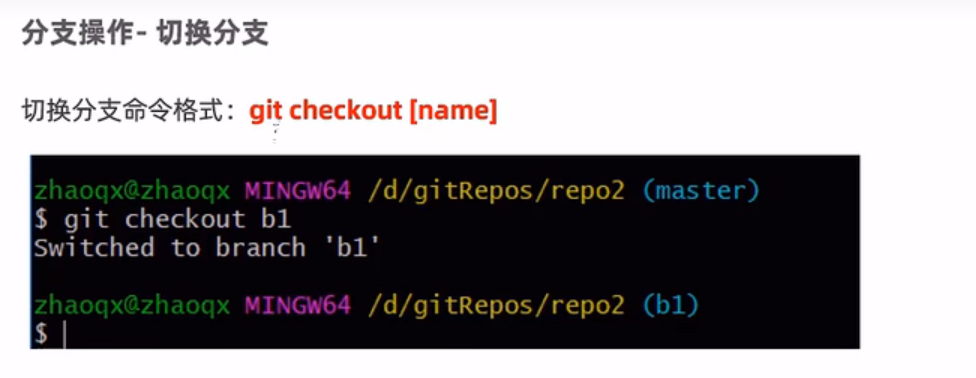 分支操作- 切换分支
切换分支命令格式：git checkout [name]
zhaoqx@zhaoqx MINGW64 /d/gitRepos/repo2 (master)
$ git checkout b1
Switched to branch 'b1'
zhaoqx@zhaoqx MINGW64 /d/gitRepos/repo2 (b1)
$